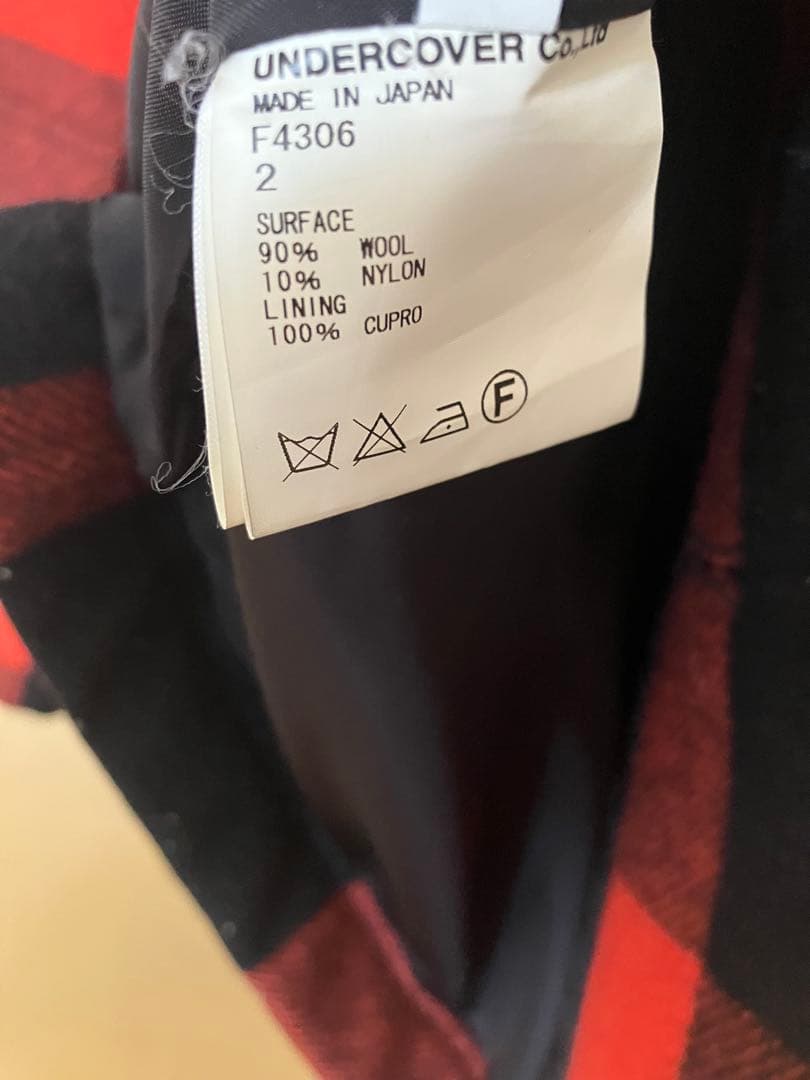 UNDERCOVER Co.,Ltd
MADE IN JAPAN
F4306
2
SURFACE
90% WOOL
10% NYLON
LINING
100% CUPRO
F